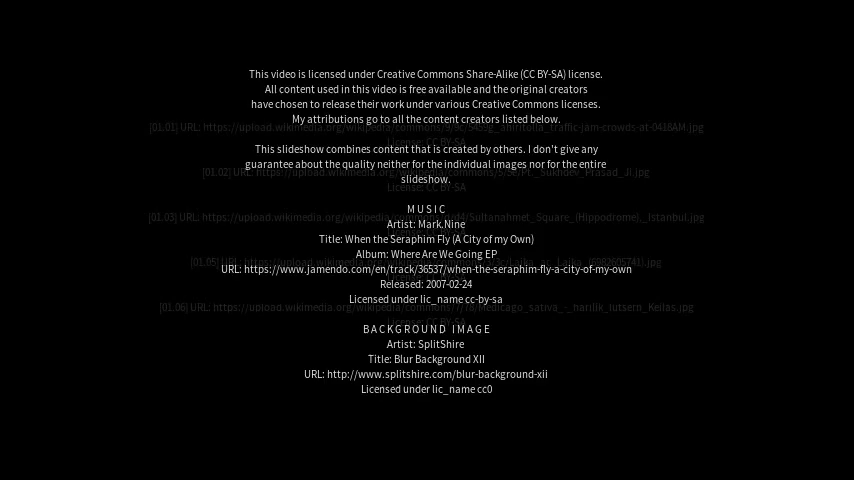 This video is licensed under Creative Commons Share-Alike (CC BY-SA) license.
All content used in this video is free available and the original creators
have chosen to release their work under various Creative Commons licenses.
My attributions go to all the content creators listed below.
This slideshow combines content that is created by others. I don't give any
guarantee about the quality neither for the individual images nor for the entire
slideshow.
MUSIC
Artist: Mark.Nine
Title: When the Seraphim Fly (A City of my Own)
Album: Where Are We Going EP
URL: https://www.jamendo.com/en/track/36537/when-the-seraphim-fly-a-city-of-my-own
Released: 2007-02-24
Licensed under lic_name cc-by-sa
BACKGROUND IMAGE
Artist: SplitShire
Title: Blur Background XII
URL: http://www.splitshire.com/blur-background-xii
Licensed under lic_name cc0